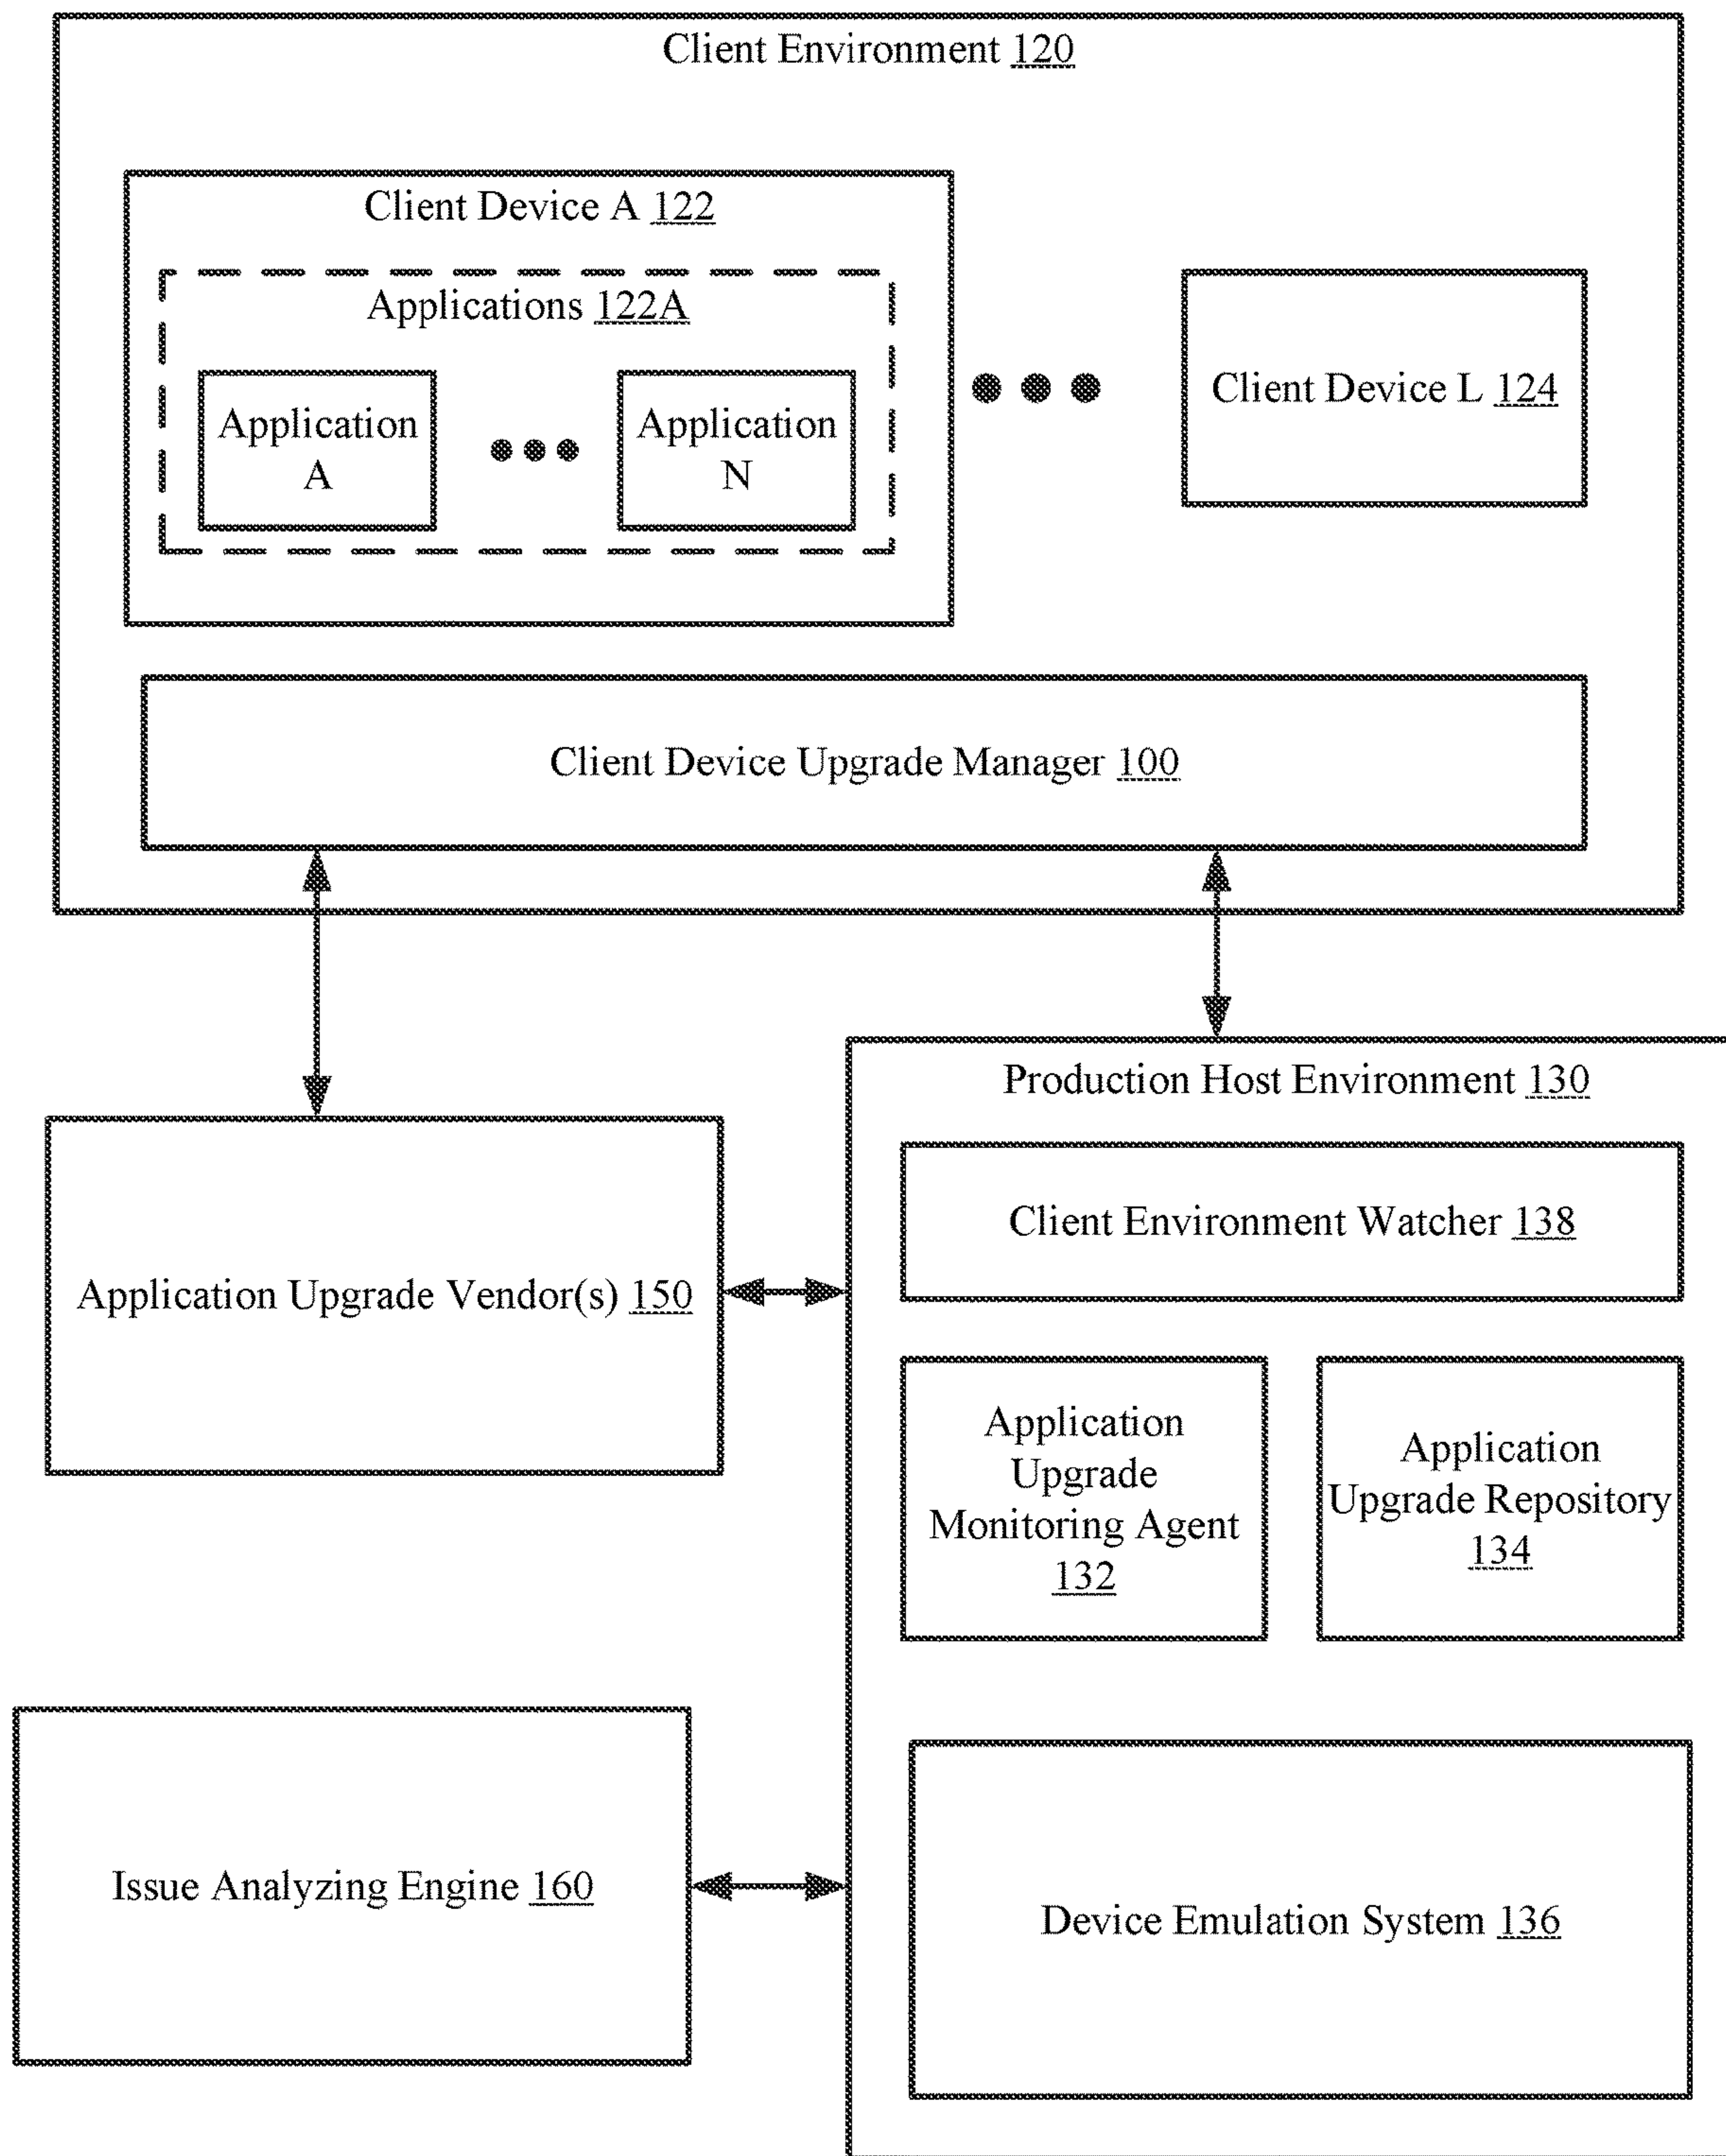 Client Environment 120
Client Device A 122
Applications 122A
Application
A
Application
N
Client Device L 124
Client Device Upgrade Manager 100
Production Host Environment 130
Client Environment Watcher 138
Application Upgrade Vendor(s) 150
Application
Upgrade
Monitoring Agent
132
Application
Upgrade Repository
134
Issue Analyzing Engine 160
Device Emulation System 136